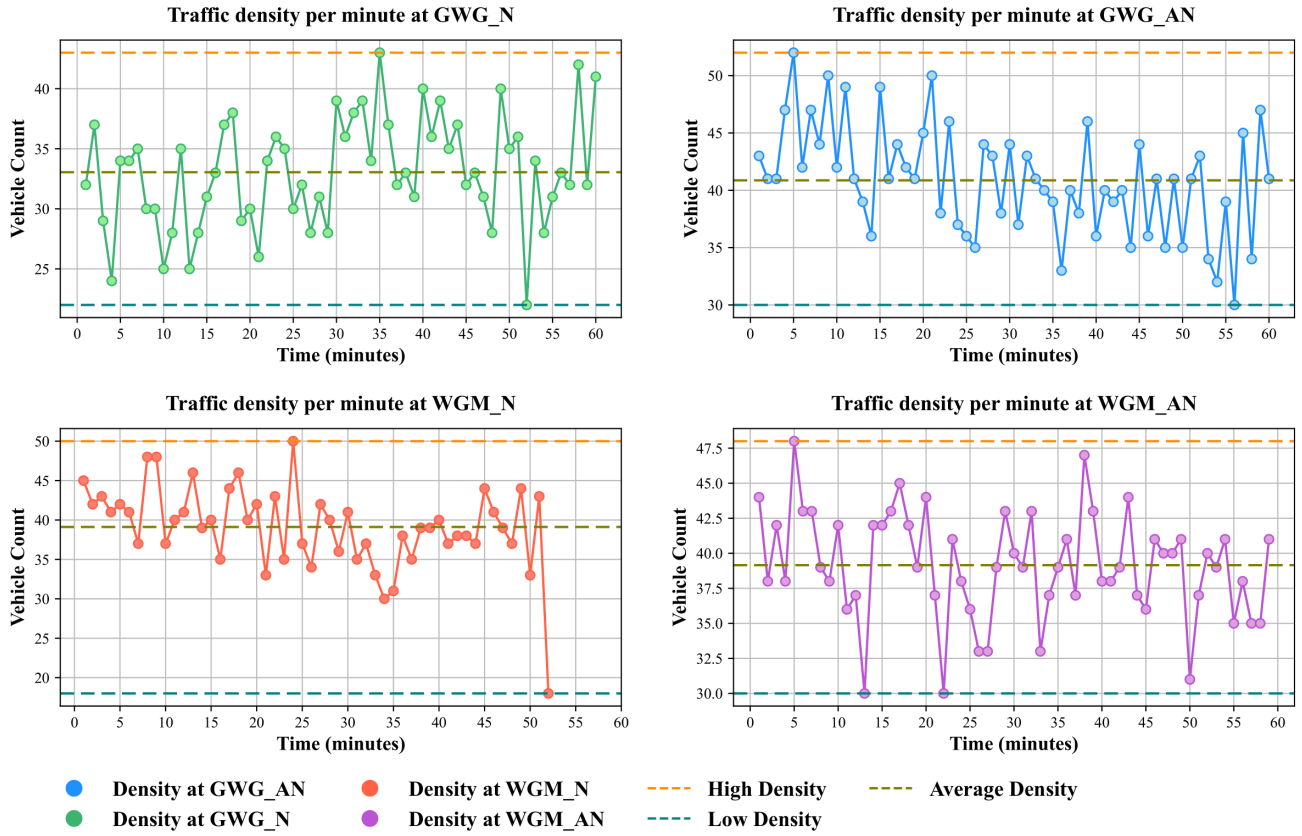 Traffic density per minute at GWG_N
Vehicle Count
40
35
30
25
0 5 10 15 20 25 30 35 40 45 50 55 60
Time (minutes)
Traffic density per minute at GWG_AN
Vehicle Count
50
45
40
35
30
0 5 10 15 20 25 30 35 40 45 50 55 60
Time (minutes)
Traffic density per minute at WGM_N
Vehicle Count
50
45
40
35
30
25
20
0 5 10 15 20 25 30 35 40 45 50 55 60
Time (minutes)
Traffic density per minute at WGM_AN
Vehicle Count
47.5
45.0
42.5
40.0
37.5
35.0
32.5
30.0
0 5 10 15 20 25 30 35 40 45 50 55 60
Time (minutes)
Density at GWG_AN
Density at GWG_N
Density at WGM_N
Density at WGM_AN
High Density
Low Density
Average Density